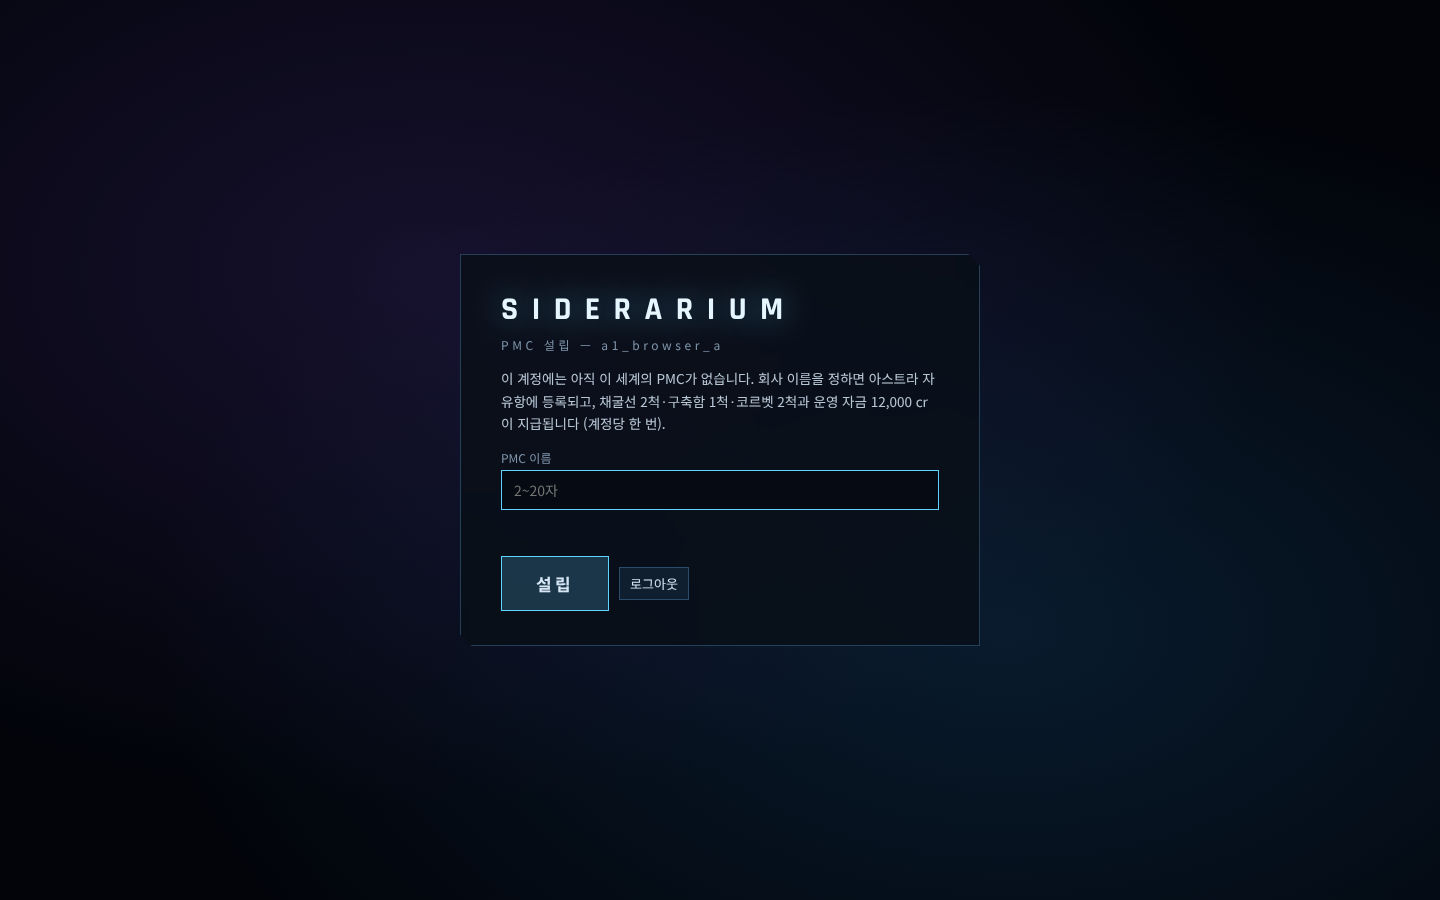 SIDERARIUM
PMC 설립 — a1_browser_a
이 계정에는 아직 이 세계의 PMC가 없습니다. 회사 이름을 정하면 아스트라 자
유항에 등록되고, 채굴선 2척·구축함 1척·코르벳 2척과 운영 자금 12,000 cr
이 지급됩니다 (계정당 한 번).
PMC 이름
2~20자
설립
로그아웃